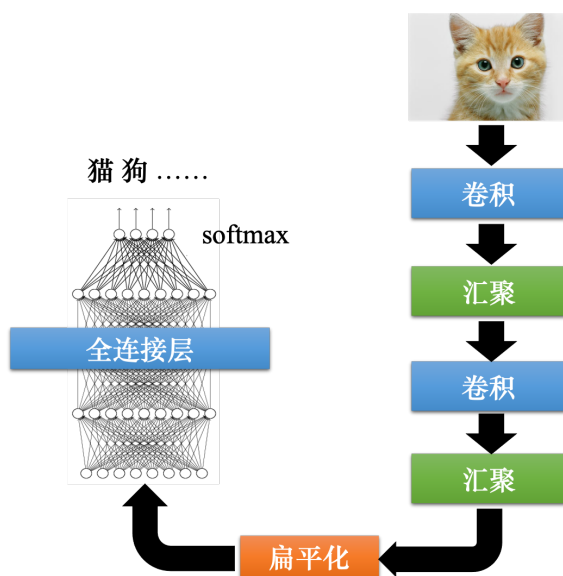 卷积
汇聚
卷积
汇聚
扁平化
全连接层
softmax
猫 狗 ……